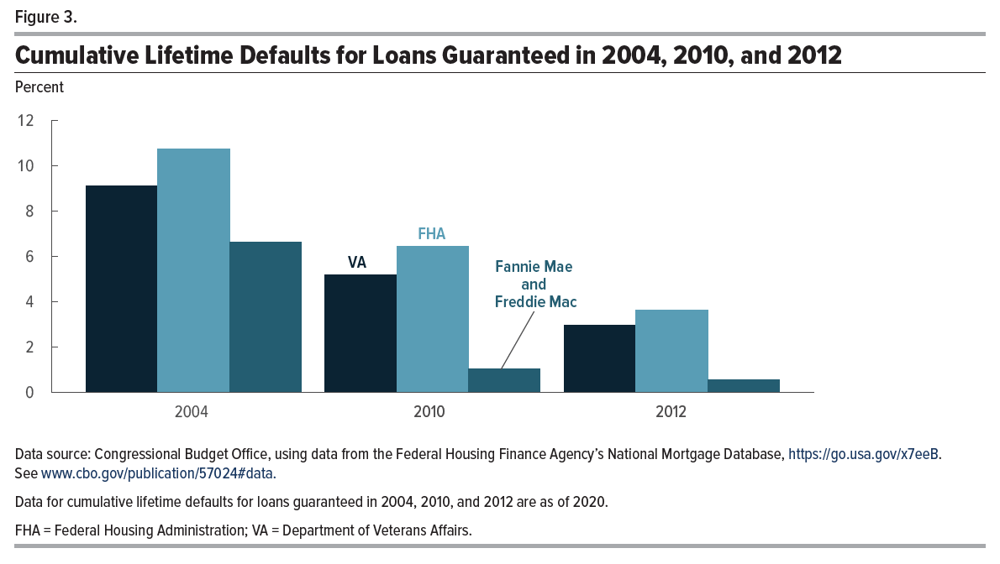 Figure 3.
Cumulative Lifetime Defaults for Loans Guaranteed in 2004, 2010, and 2012
Percent
12
10
8
6
4
2
0
VA
FHA
Fannie Mae
and
Freddie Mac
2004
2010
2012
Data source: Congressional Budget Office, using data from the Federal Housing Finance Agency’s National Mortgage Database, https://go.usa.gov/x7eeB.
See www.cbo.gov/publication/57024#data.
Data for cumulative lifetime defaults for loans guaranteed in 2004, 2010, and 2012 are as of 2020.
FHA = Federal Housing Administration; VA = Department of Veterans Affairs.